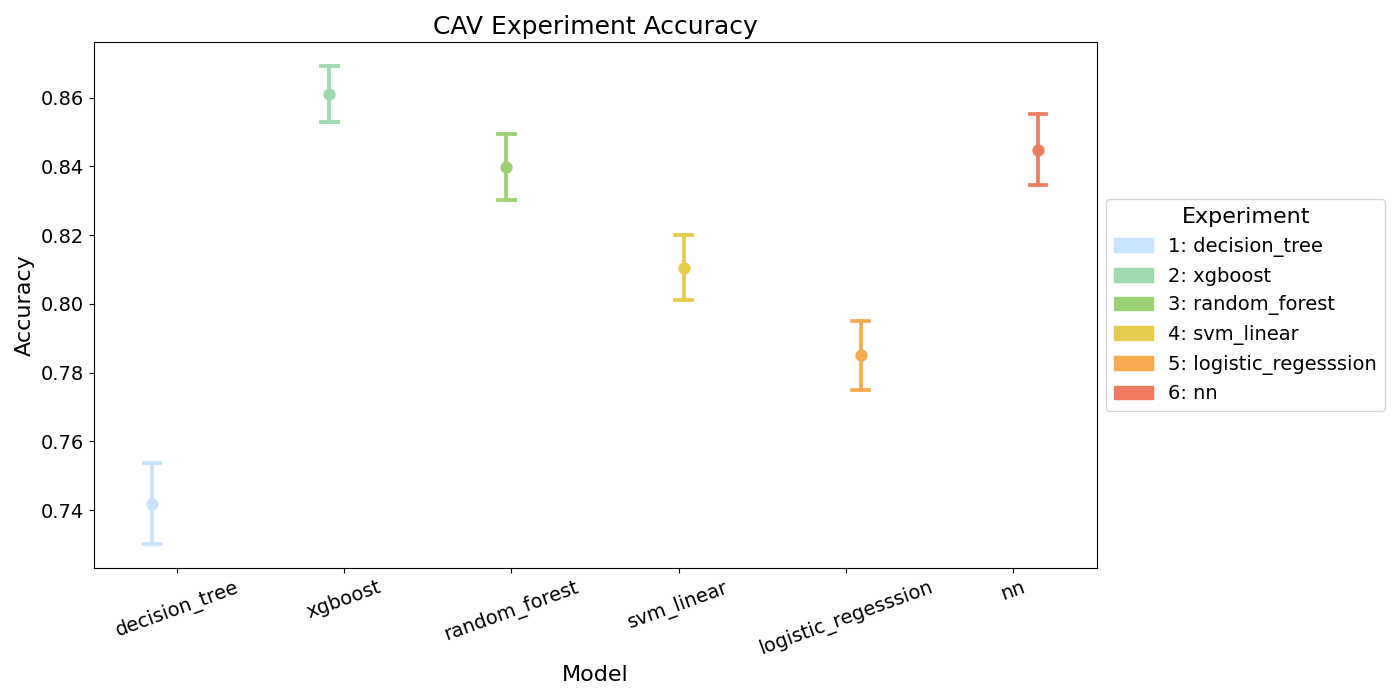 CAV Experiment Accuracy
Accuracy
0.86
0.84
0.82
0.80
0.78
0.76
0.74
decision_tree
xgboost
random_forest
svm_linear
logistic_regesssion
nn
Model
Experiment
1: decision_tree
2: xgboost
3: random_forest
4: svm_linear
5: logistic_regesssion
6: nn